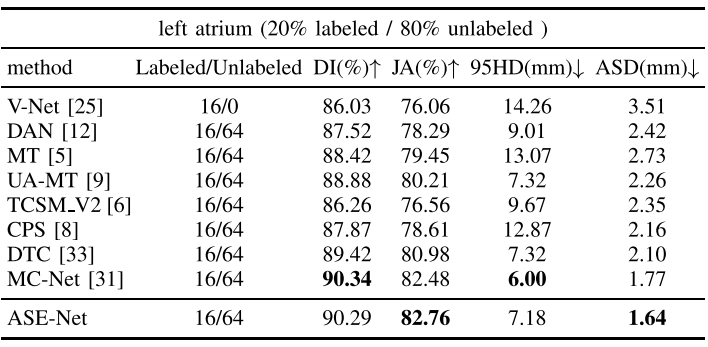 left atrium (20% labeled / 80% unlabeled )
method Labeled/Unlabeled DI(%)↑ JA(%)↑ 95HD(mm)↓ ASD(mm)↓
V-Net [25] 16/0 86.03 76.06 14.26 3.51
DAN [12] 16/64 87.52 78.29 9.01 2.42
MT [5] 16/64 88.42 79.45 13.07 2.73
UA-MT [9] 16/64 88.88 80.21 7.32 2.26
TCSM_V2 [6] 16/64 86.26 76.56 9.67 2.35
CPS [8] 16/64 87.87 78.61 12.87 2.16
DTC [33] 16/64 89.42 80.98 7.32 2.10
MC-Net [31] 16/64 90.34 82.48 6.00 1.77
ASE-Net 16/64 90.29 82.76 7.18 1.64